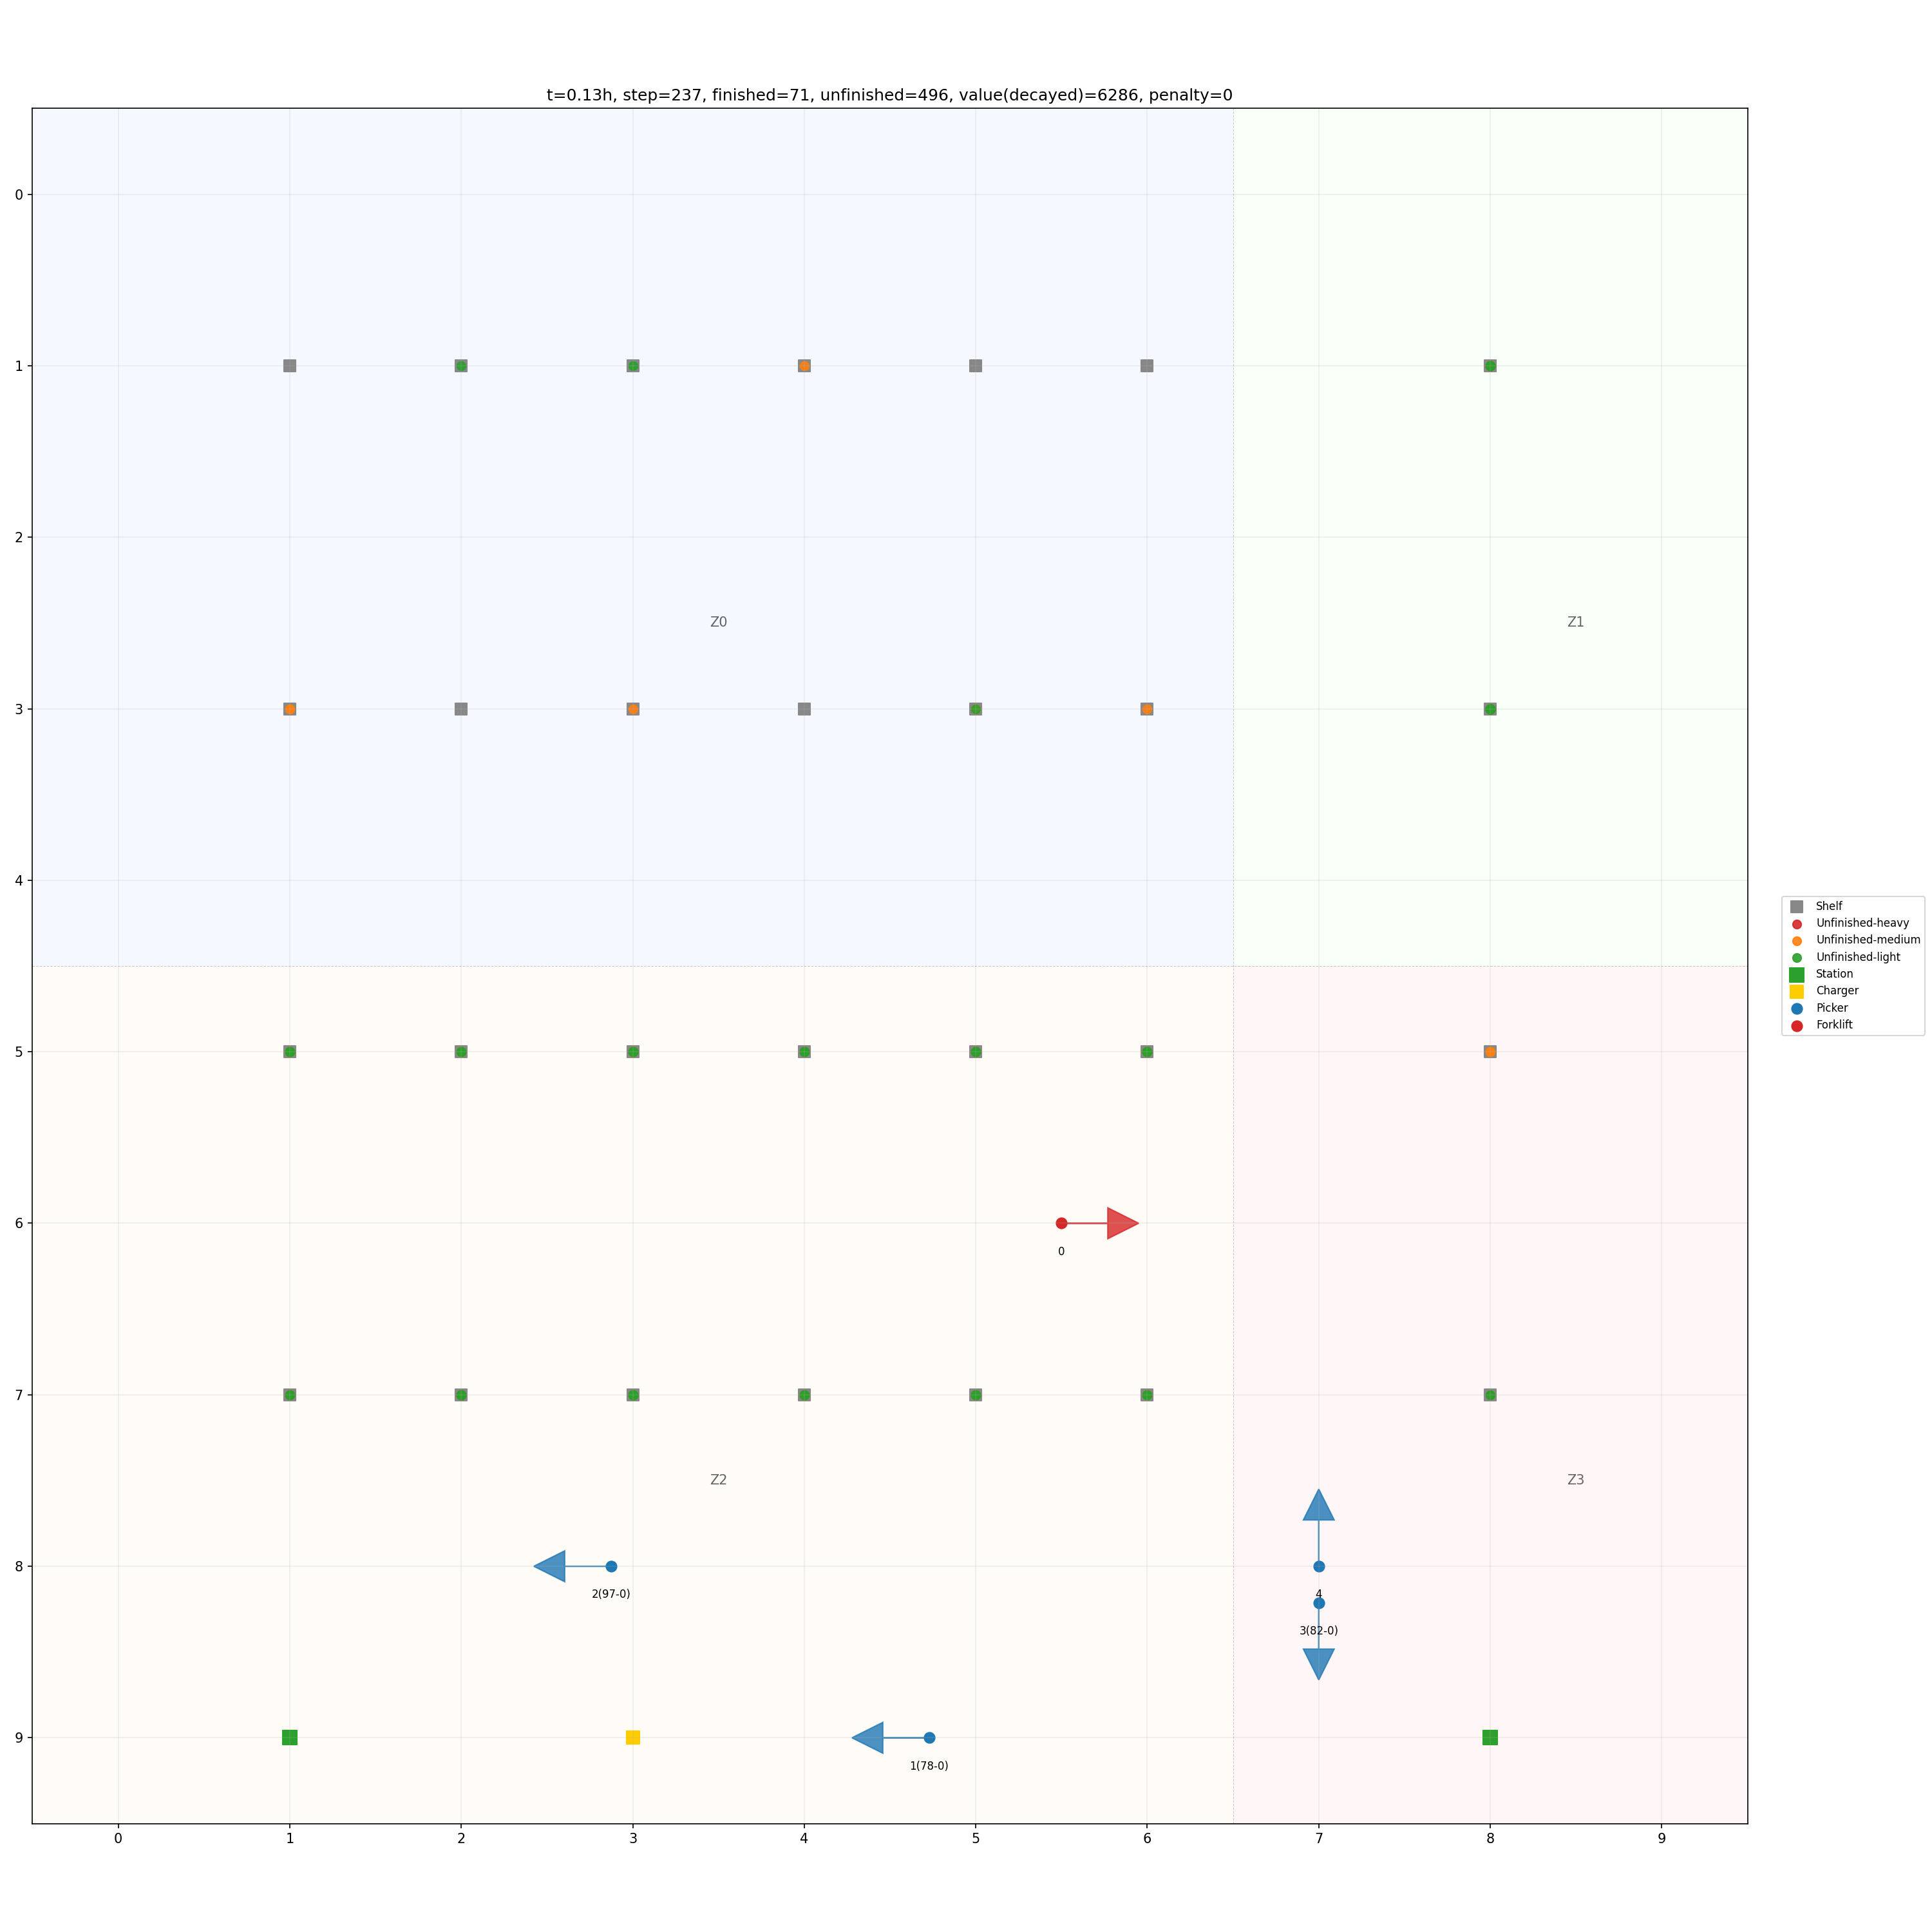 t=0.13h, step=237, finished=71, unfinished=496, value(decayed)=6286, penalty=0
0
1
2
Z0
Z1
3
4
Shelf
Unfinished-heavy
Unfinished-medium
Unfinished-light
Station
Charger
Picker
Forklift
5
6
0
7
Z2
Z3
8
2(97-0)
4
3(82-0)
9
1(78-0)
0 1 2 3 4 5 6 7 8 9